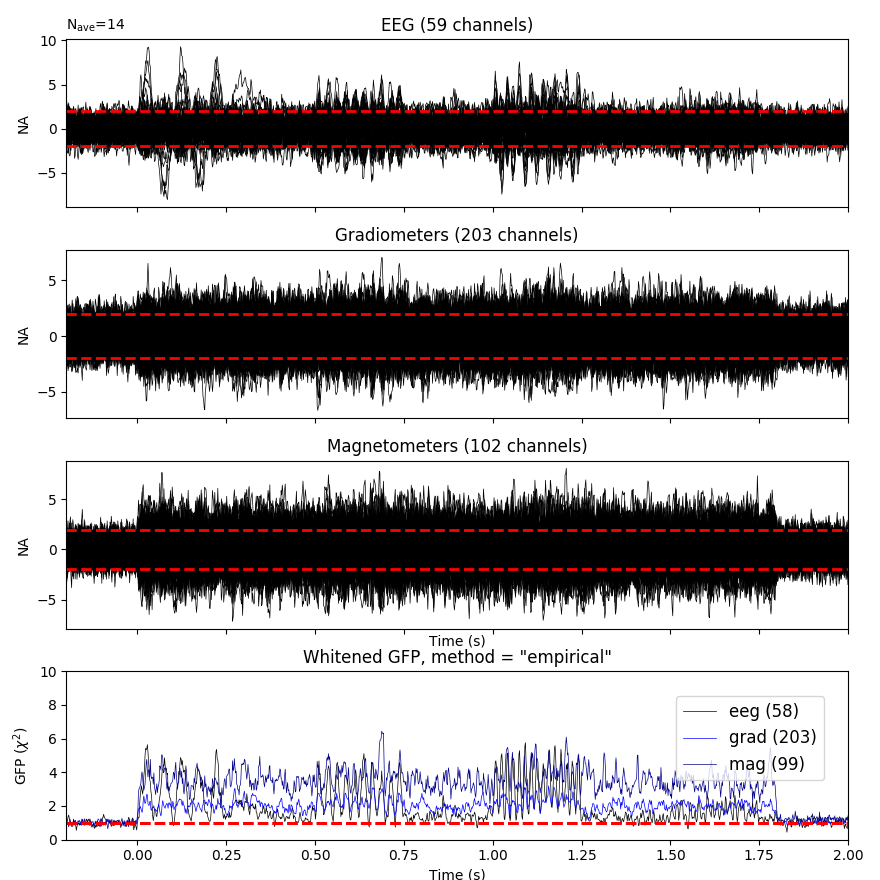 N_ave=14
EEG (59 channels)
10
5
0
−5
NA
Gradiometers (203 channels)
5
0
−5
NA
Magnetometers (102 channels)
5
0
−5
NA
Time (s)
Whitened GFP, method = "empirical"
10
8
6
4
2
0
GFP (χ²)
eeg (58)
grad (203)
mag (99)
0.00 0.25 0.50 0.75 1.00 1.25 1.50 1.75 2.00
Time (s)